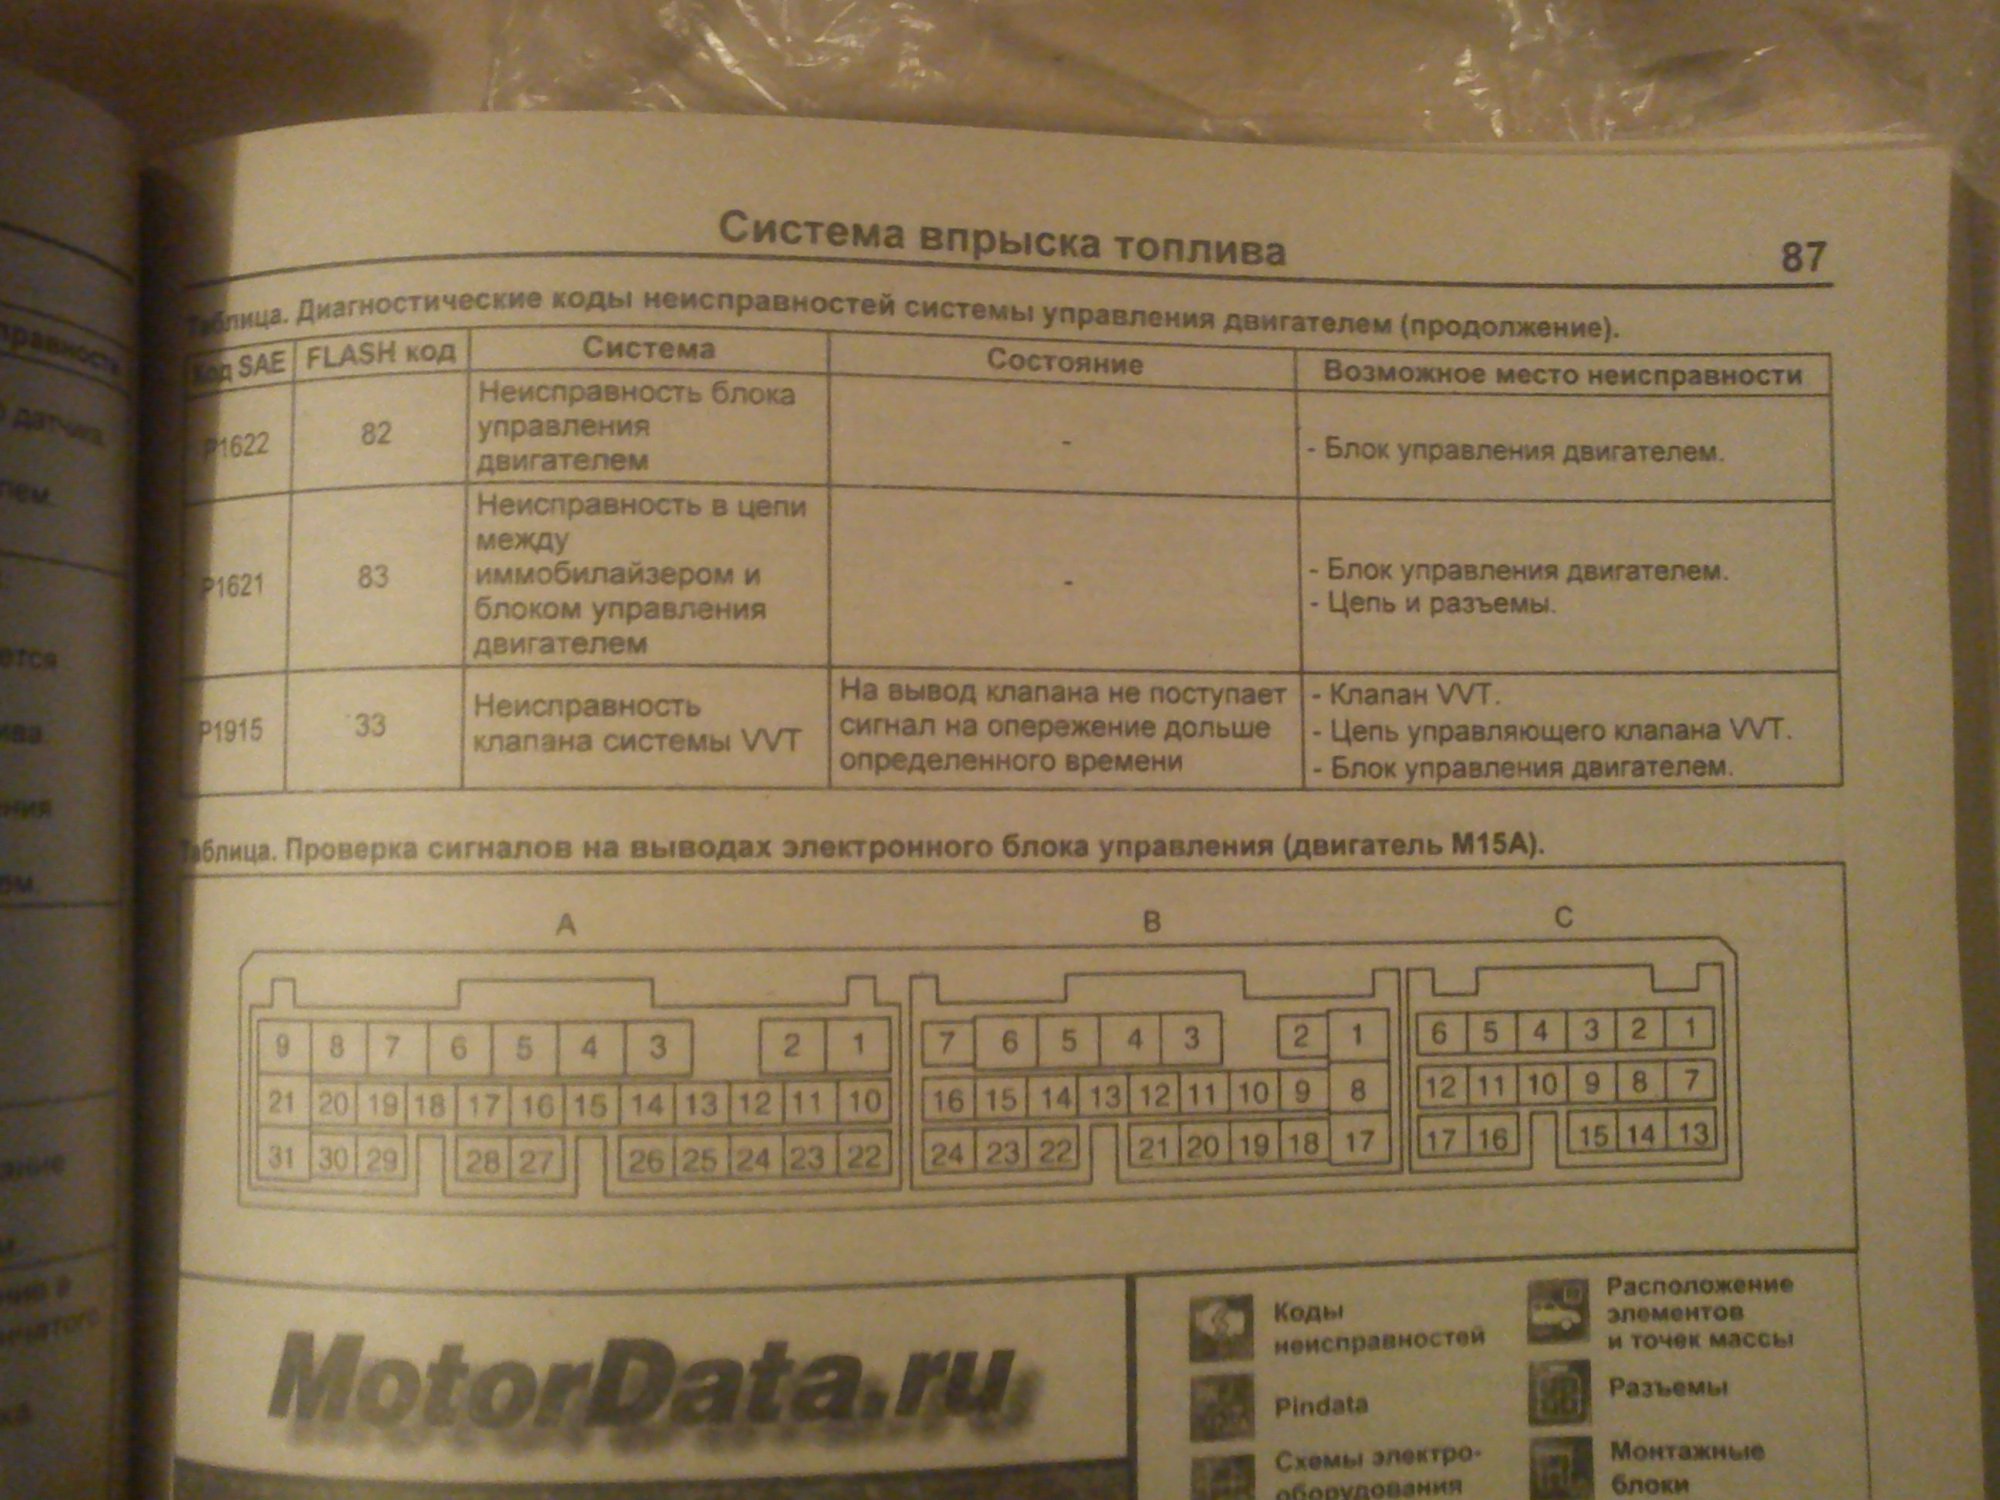 Система впрыска топлива
87
Таблица. Диагностические коды неисправностей системы управления двигателем (продолжение).
Код SAE
FLASH код
Система
Состояние
Возможное место неисправности
P1622
82
Неисправность блока
управления
двигателем
-
- Блок управления двигателем.
P1621
83
Неисправность в цепи
между
иммобилайзером и
блоком управления
двигателем
-
- Блок управления двигателем.
- Цепь и разъемы.
P1915
33
Неисправность
клапана системы VVT
На вывод клапана не поступает
сигнал на опережение дольше
определенного времени
- Клапан VVT.
- Цепь управляющего клапана VVT.
- Блок управления двигателем.
Таблица. Проверка сигналов на выводах электронного блока управления (двигатель M15A).
A
B
C
9 8 7 6 5 4 3 2 1
7 6 5 4 3 2 1
6 5 4 3 2 1
21 20 19 18 17 16 15 14 13 12 11 10
16 15 14 13 12 11 10 9 8
12 11 10 9 8 7
31 30 29 28 27 26 25 24 23 22
24 23 22 21 20 19 18 17
17 16 15 14 13
MotorData.ru
Коды
неисправностей
Pindata
Схемы электро-
оборудования
Расположение
элементов
и точек массы
Разъемы
Монтажные
блоки